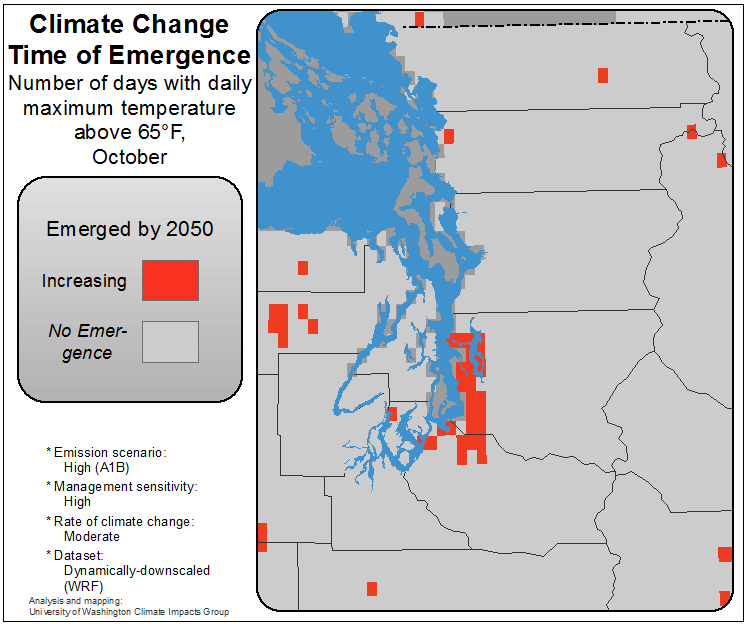 Climate Change
Time of Emergence
Number of days with daily
maximum temperature
above 65°F,
October
Emerged by 2050
Increasing
No Emer-
gence
* Emission scenario:
High (A1B)
* Management sensitivity:
High
* Rate of climate change:
Moderate
* Dataset:
Dynamically-downscaled
(WRF)
Analysis and mapping:
University of Washington Climate Impacts Group